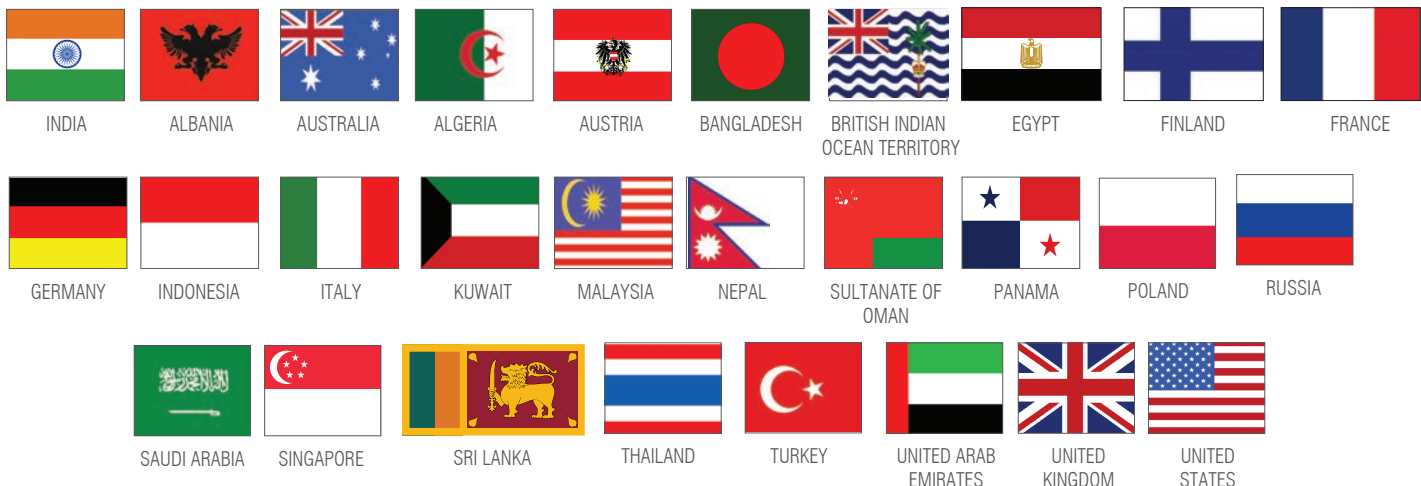 INDIA ALBANIA AUSTRALIA ALGERIA AUSTRIA BANGLADESH BRITISH INDIAN EGYPT FINLAND FRANCE
OCEAN TERRITORY
GERMANY INDONESIA ITALY KUWAIT MALAYSIA NEPAL SULTANATE OF PANAMA POLAND RUSSIA
OMAN
SAUDI ARABIA SINGAPORE SRI LANKA THAILAND TURKEY UNITED ARAB UNITED UNITED
EMIRATES KINGDOM STATES